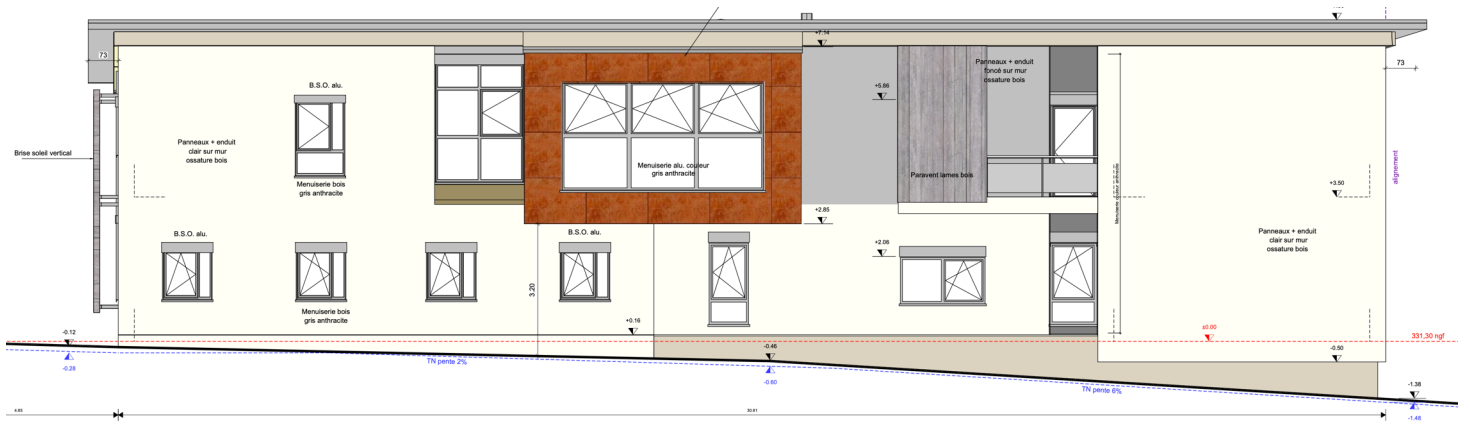 +7.14
73
73
B.S.O. alu.
Panneaux + enduit
foncé sur mur
ossature bois
+5.86
Panneaux + enduit
clair sur mur
ossature bois
Brise soleil vertical
Menuiserie alu. couleur
gris anthracite
Paravent lames bois
alignement
Menuiserie bois
gris anthracite
+3.50
+2.85
B.S.O. alu.
B.S.O. alu.
Panneaux + enduit
clair sur mur
ossature bois
+2.06
3.20
Menuiserie bois
gris anthracite
-0.12
+0.16
±0.00
331,30 ngf
-0.46
-0.50
-0.28
TN pente 2%
-0.60
TN pente 6%
-1.38
-1.48
4.85
30.81